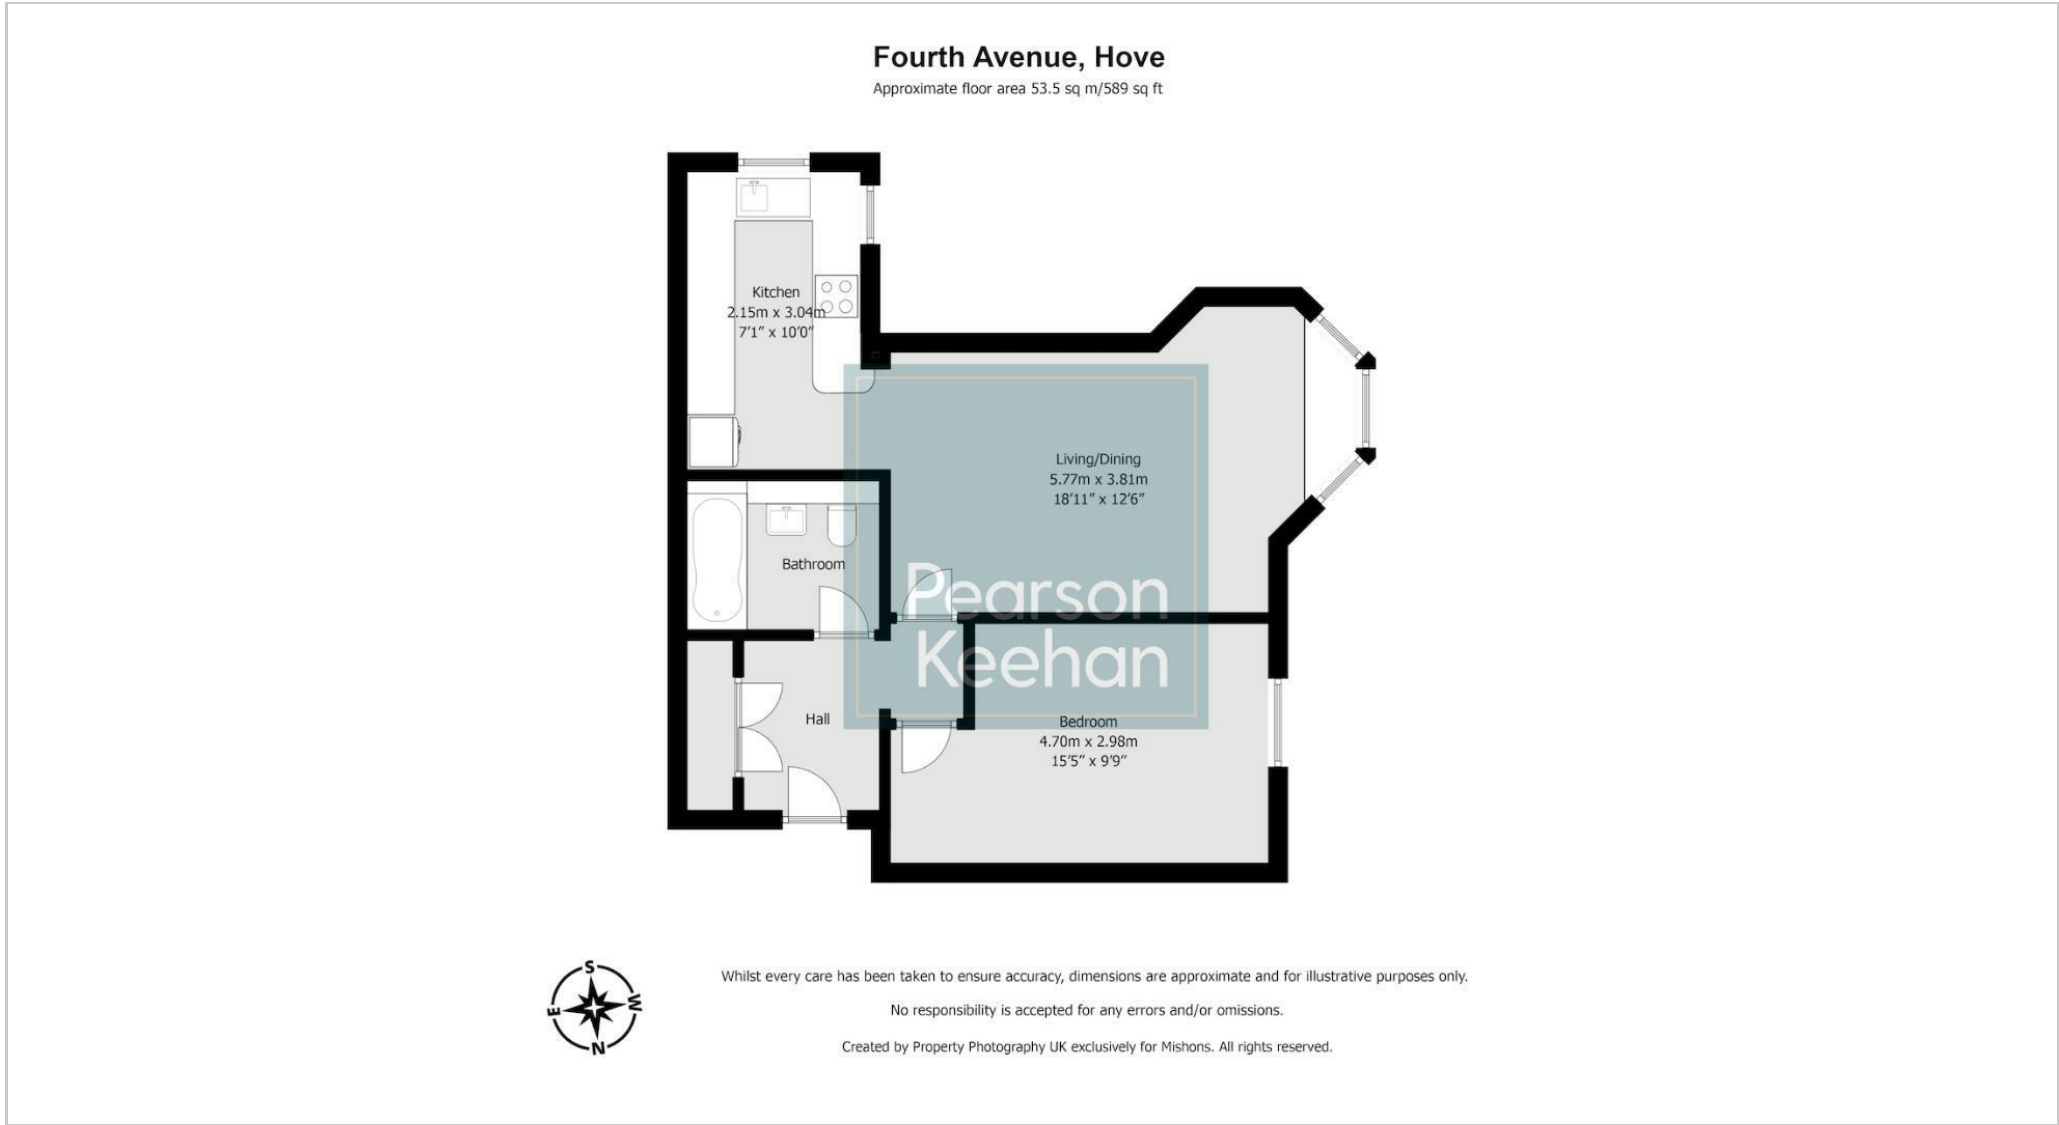 Fourth Avenue, Hove
Approximate floor area 53.5 sq m/589 sq ft
Kitchen
2.15m x 3.04m
7'1" x 10'0"
Living/Dining
5.77m x 3.81m
18'11" x 12'6"
Bathroom
Pearson
Keehan
Hall
Bedroom
4.70m x 2.98m
15'5" x 9'9"
S
E
W
N
Whilst every care has been taken to ensure accuracy, dimensions are approximate and for illustrative purposes only.
No responsibility is accepted for any errors and/or omissions.
Created by Property Photography UK exclusively for Mishons. All rights reserved.